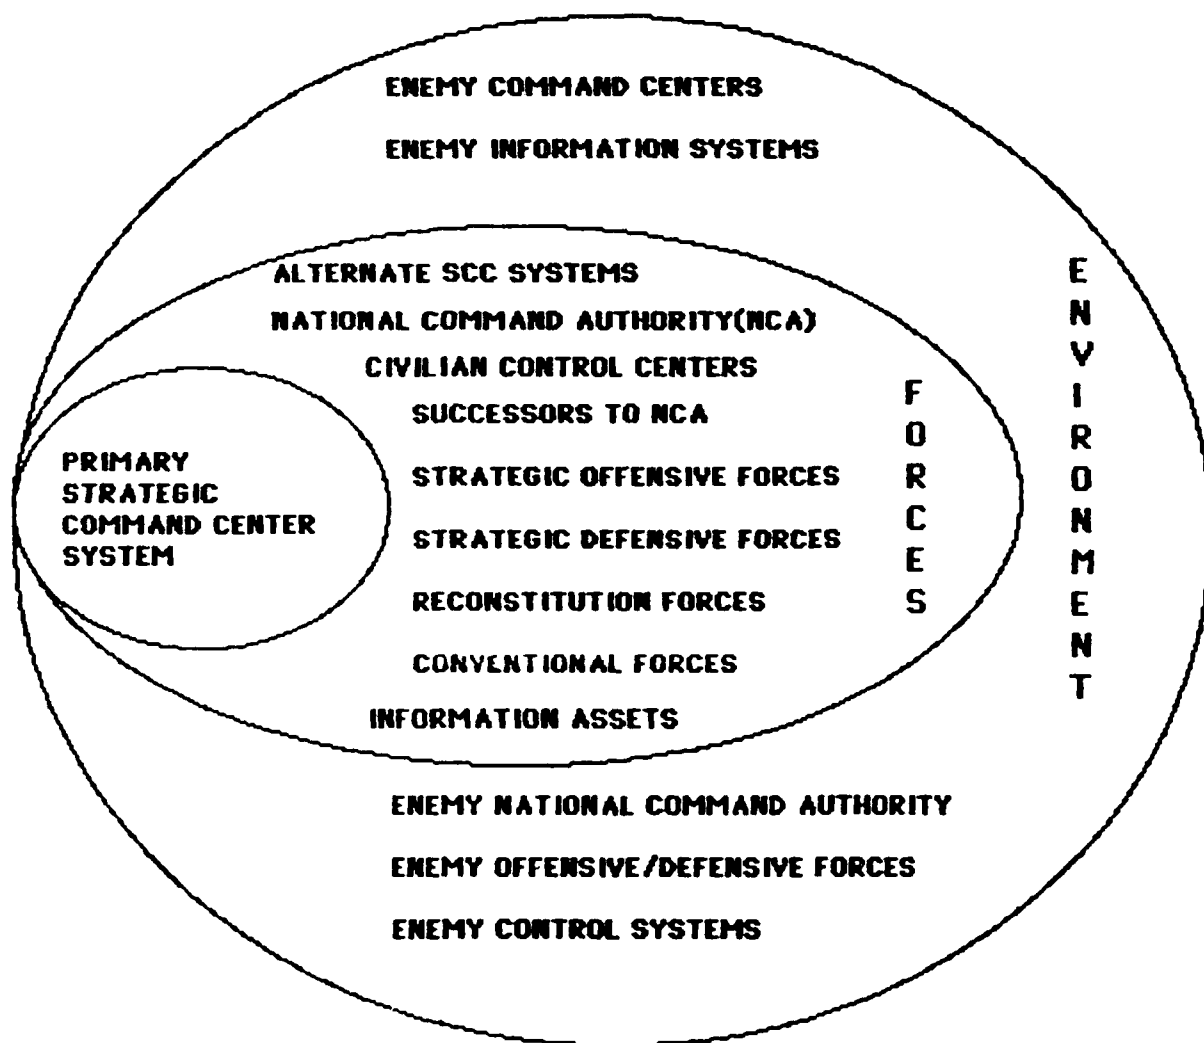 ENEMY COMMAND CENTERS
ENEMY INFORMATION SYSTEMS
ALTERNATE SCC SYSTEMS
NATIONAL COMMAND AUTHORITY(NCA)
CIVILIAN CONTROL CENTERS
SUCCESSORS TO NCA
PRIMARY
STRATEGIC
COMMAND CENTER
SYSTEM
STRATEGIC OFFENSIVE FORCES
STRATEGIC DEFENSIVE FORCES
RECONSTITUTION FORCES
CONVENTIONAL FORCES
INFORMATION ASSETS
FORCES
ENVIRONMENT
ENEMY NATIONAL COMMAND AUTHORITY
ENEMY OFFENSIVE/DEFENSIVE FORCES
ENEMY CONTROL SYSTEMS